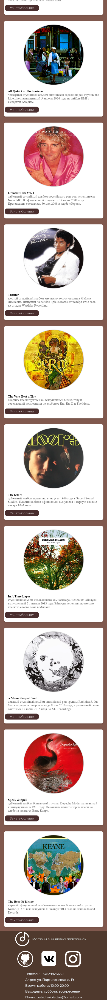 октября 2000 года лейблом Warner Bros.
Узнать больше
All Quiet On The Eastern
четвертый студийный альбом английской гаражной рок-группы the
Libertines, выпущенный 5 апреля 2024 года на лейбле EMI в
Северной Америке.
Узнать больше
STEWART GREATEST
Greatest Hits Vol. 1
дебютный студийный альбом российского рэп-рок-исполнителя
Noize MC. В официальной продаже с 17 июня 2008 года.
Презентация состоялась 30 мая 2008 в клубе «Город».
Узнать больше
Jackson
Thriller
Thriller
шестой студийный альбом американского музыканта Майкла
Джексона. Выпущен на лейбле Epic Records 29 ноября 1982 года,
на студии Westlake Recording
Узнать больше
eRa
The Very Best of Era
сборник песен группы Era, выпущенный в 2005 году и
содержащий композиции из альбомов Era, Era II и The Mass.
Узнать больше
DOORS
The Doors
дебютный альбом примерно в августе 1966 года в Sunset Sound
Studios. Пластинка была официально выпущена в первую неделю
января 1967 года.
Узнать больше
LUDOVICO EINAUDI
In a Time Lapse
In A Time Lapse
студийный альбом итальянского композитора Людовико Эйнауди,
выпущенный 21 января 2013 года.Эйнауди исполнил несколько
песен из своего дома в Милане
Узнать больше
A Moon Shaped Pool
девятый студийный альбом английской рок-группы Radiohead. Он
был выпущен в цифровом виде 8 мая 2016 года, а розничный релиз
состоялся 17 июня 2016 года на XL Recordings.
Узнать больше
Depeche Mode
Speak & Spell
дебютный альбом британской группы Depeche Mode, записанный
и выпущенный в 1981 году. Основным композитором песен на
альбоме является Винс Кларк.
Узнать больше
THE BEST OF
KEANE
The Best Of Keane
первый официальный альбом-компиляция британской группы
Keane.[1] Он был выпущен 11 ноября 2013 года на лейбле Island
Records.
Узнать больше
Магазин виниловых пластинок
Телефон: +375298261222
Адрес: ул. Партизанская, д. 19
Время работы: 10:00-20:00
Выходные: суббота, воскресенье
Почта: babich.violettaa@gmail.com